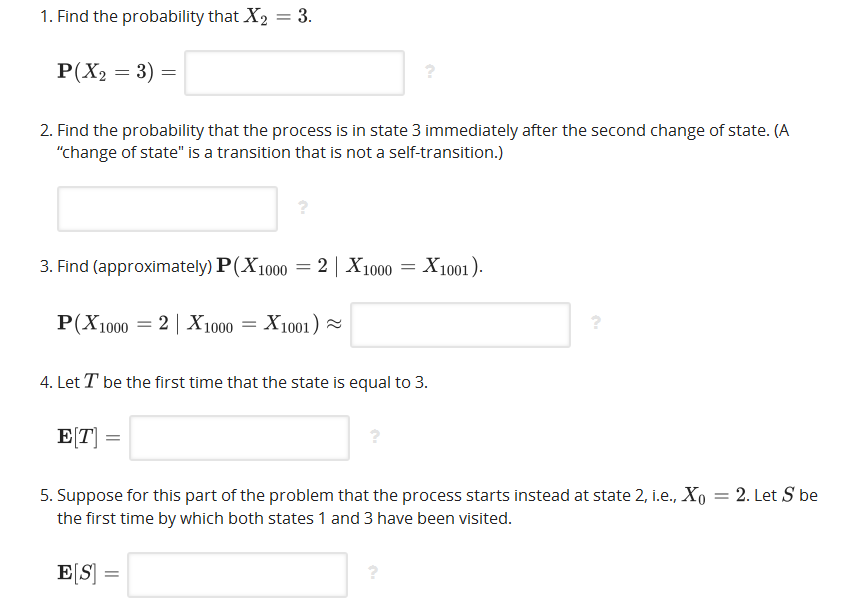 1. Find the probability that X₂ = 3.
P(X₂ = 3) =
?
2. Find the probability that the process is in state 3 immediately after the second change of state. (A
“change of state" is a transition that is not a self-transition.)
?
3. Find (approximately) P(X₁₀₀₀ = 2 | X₁₀₀₀ = X₁₀₀₁).
P(X₁₀₀₀ = 2 | X₁₀₀₀ = X₁₀₀₁) ≈
?
4. Let T be the first time that the state is equal to 3.
E[T] =
?
5. Suppose for this part of the problem that the process starts instead at state 2, i.e., X₀ = 2. Let S be
the first time by which both states 1 and 3 have been visited.
E[S] =
?